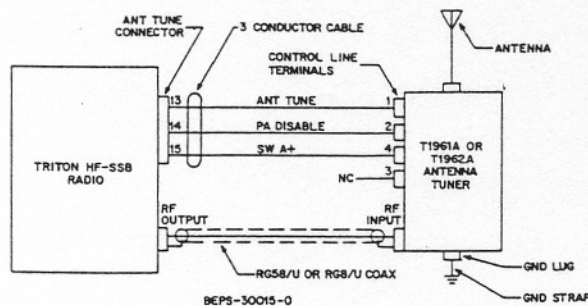 ANT TUNE
CONNECTOR
3 CONDUCTOR CABLE
CONTROL LINE
TERMINALS
ANTENNA
13 ANT TUNE 1
14 PA DISABLE 2
15 SW A+ 4
3
NC
TRITON HF-SSB
RADIO
T1961A OR
T1962A
ANTENNA
TUNER
RF
OUTPUT
RF
INPUT
RG58/U OR RG8/U COAX
GND LUG
GND STRAP
BEPS-30015-O